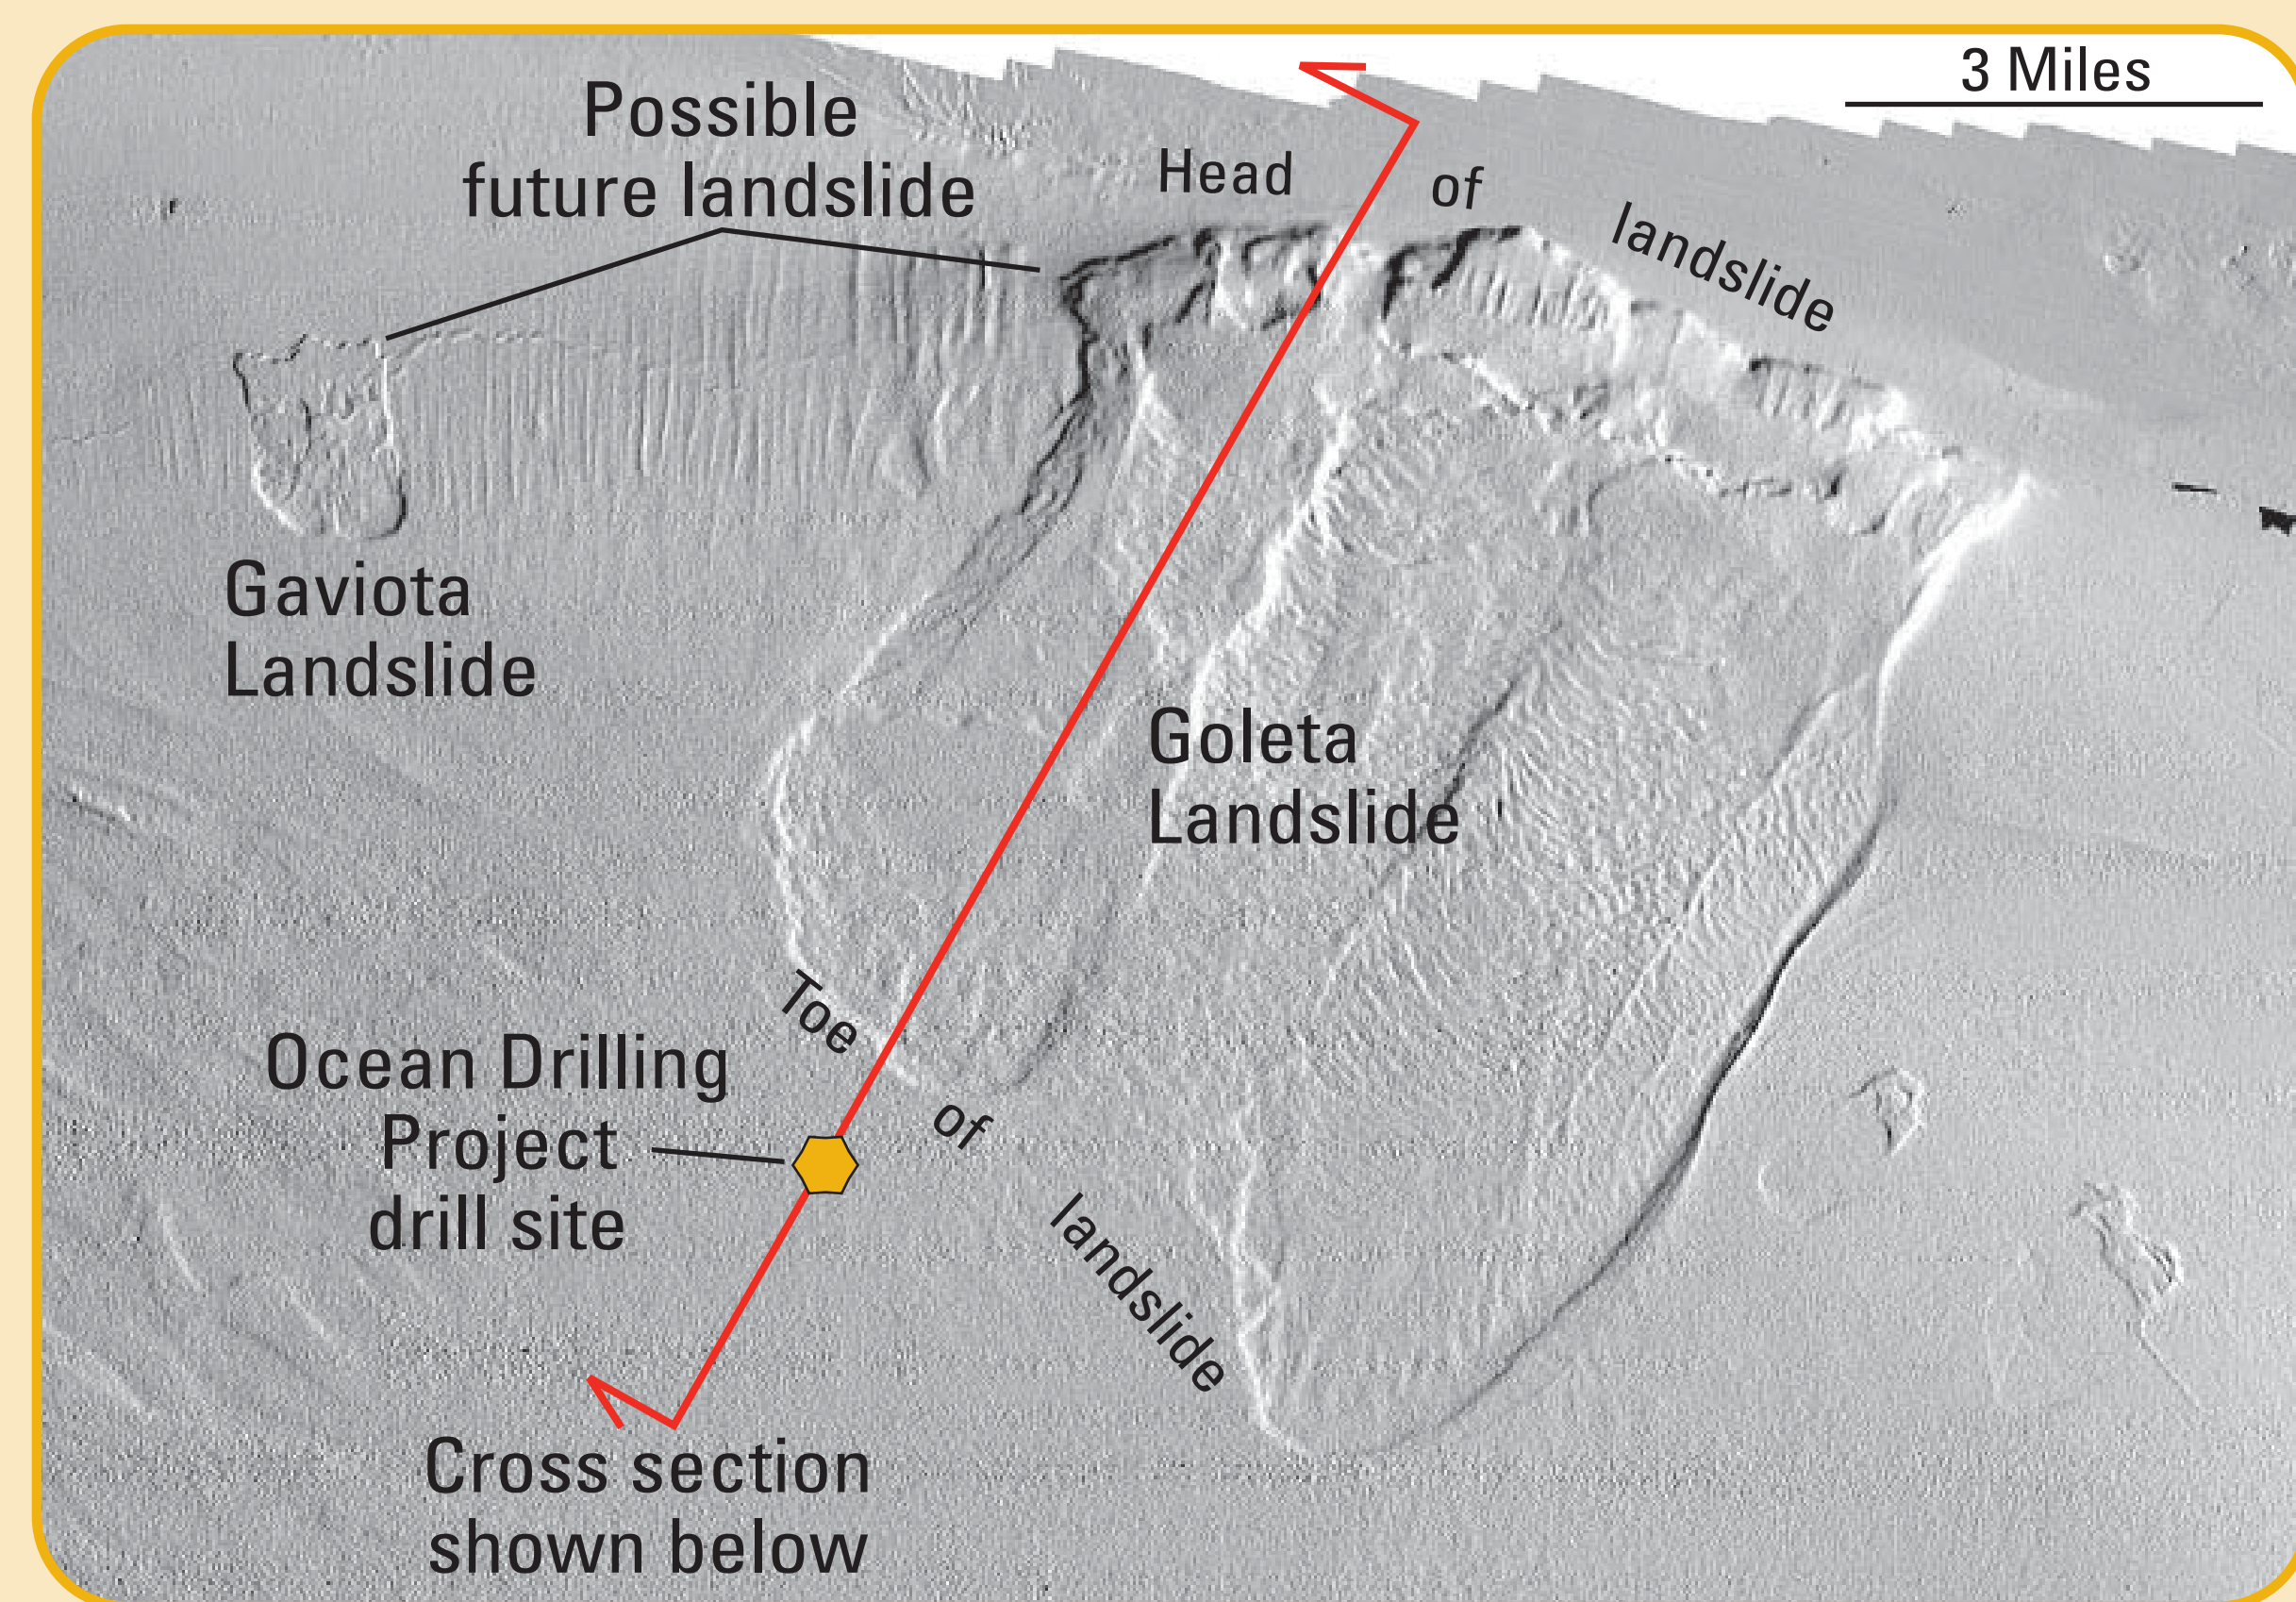 3 Miles
Possible
future landslide
Head of landslide
Gaviota
Landslide
Goleta
Landslide
Toe of landslide
Ocean Drilling
Project
drill site
Cross section
shown below